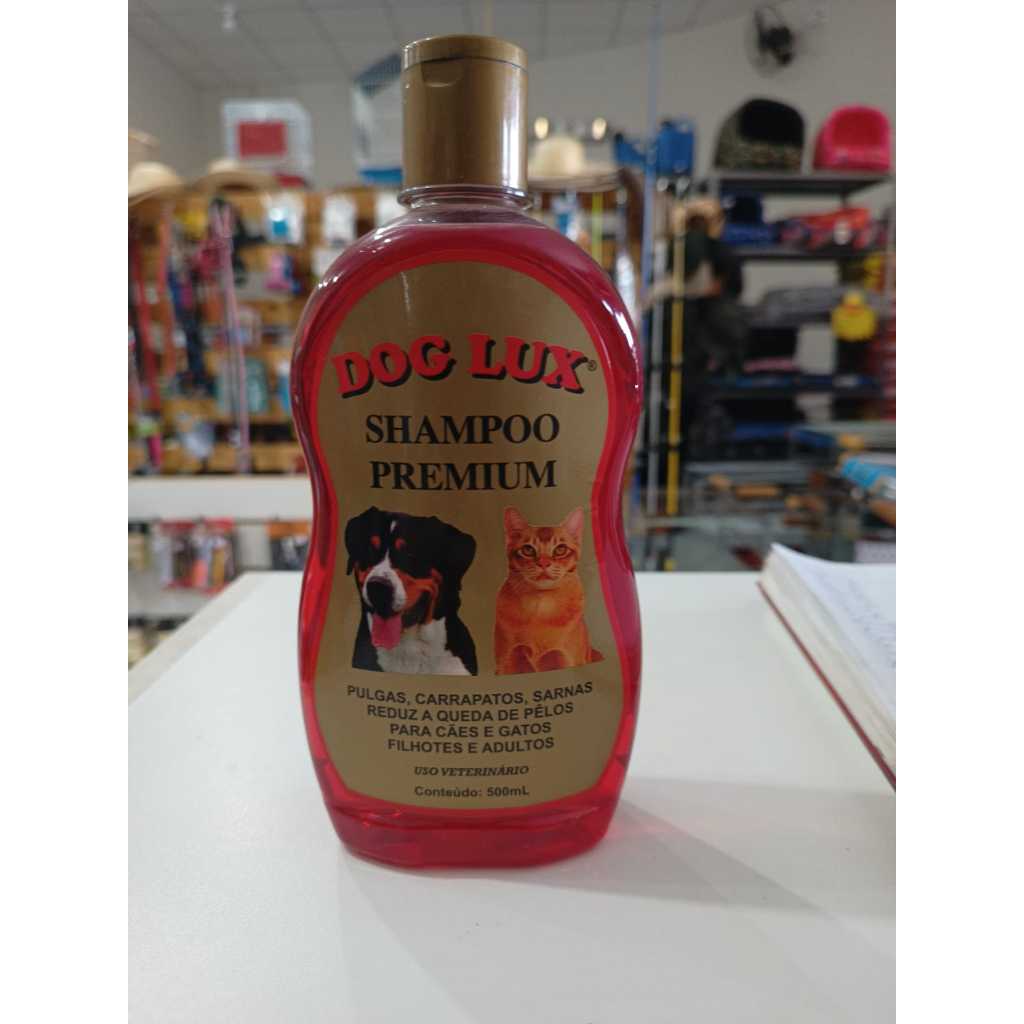 DOG LUX®
SHAMPOO
PREMIUM
PULGAS, CARRAPATOS, SARNAS
REDUZ A QUEDA DE PÊLOS
PARA CÃES E GATOS
FILHOTES E ADULTOS
USO VETERINÁRIO
Conteúdo: 500mL